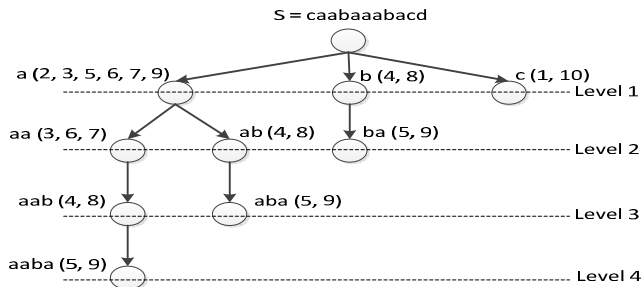 S = caabaaabacd
a (2, 3, 5, 6, 7, 9) b (4, 8) c (1, 10)
Level 1
aa (3, 6, 7) ab (4, 8) ba (5, 9)
Level 2
aab (4, 8) aba (5, 9)
Level 3
aaba (5, 9)
Level 4